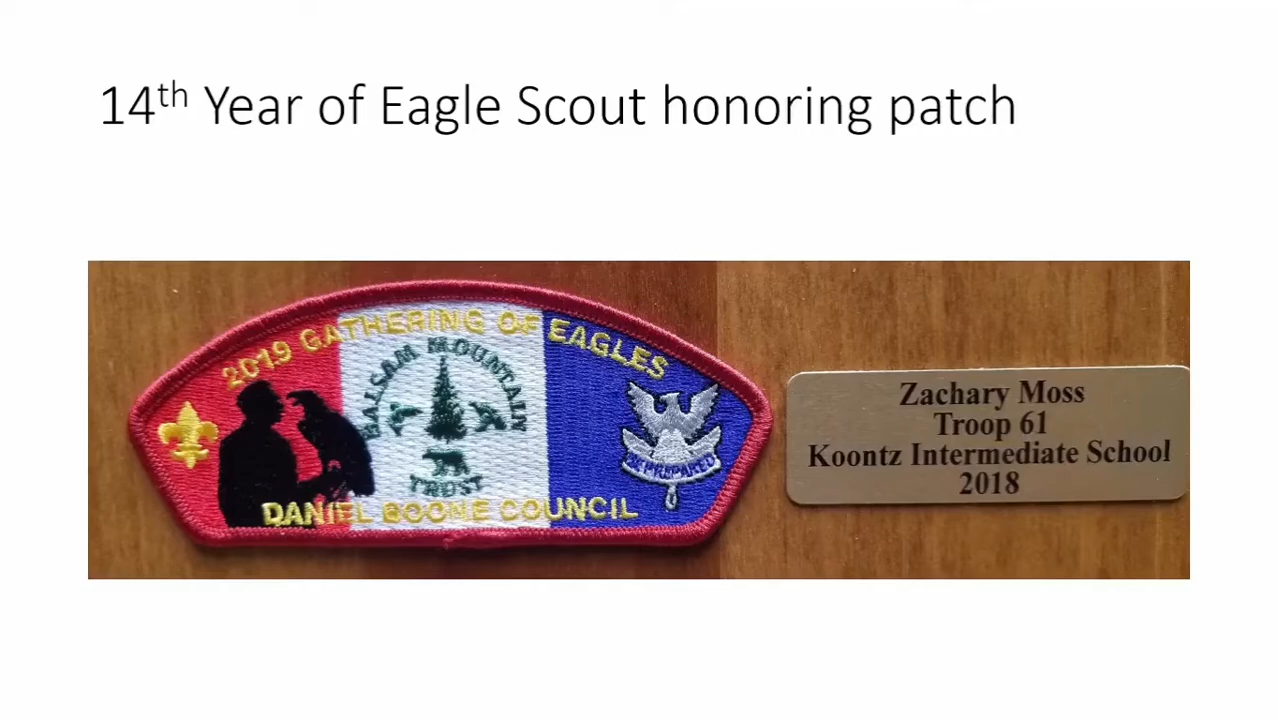 14th Year of Eagle Scout honoring patch
2019 GATHERING OF EAGLES
BALSAM MOUNTAIN
TRUST
BE PREPARED
DANIEL BOONE COUNCIL
Zachary Moss
Troop 61
Koontz Intermediate School
2018